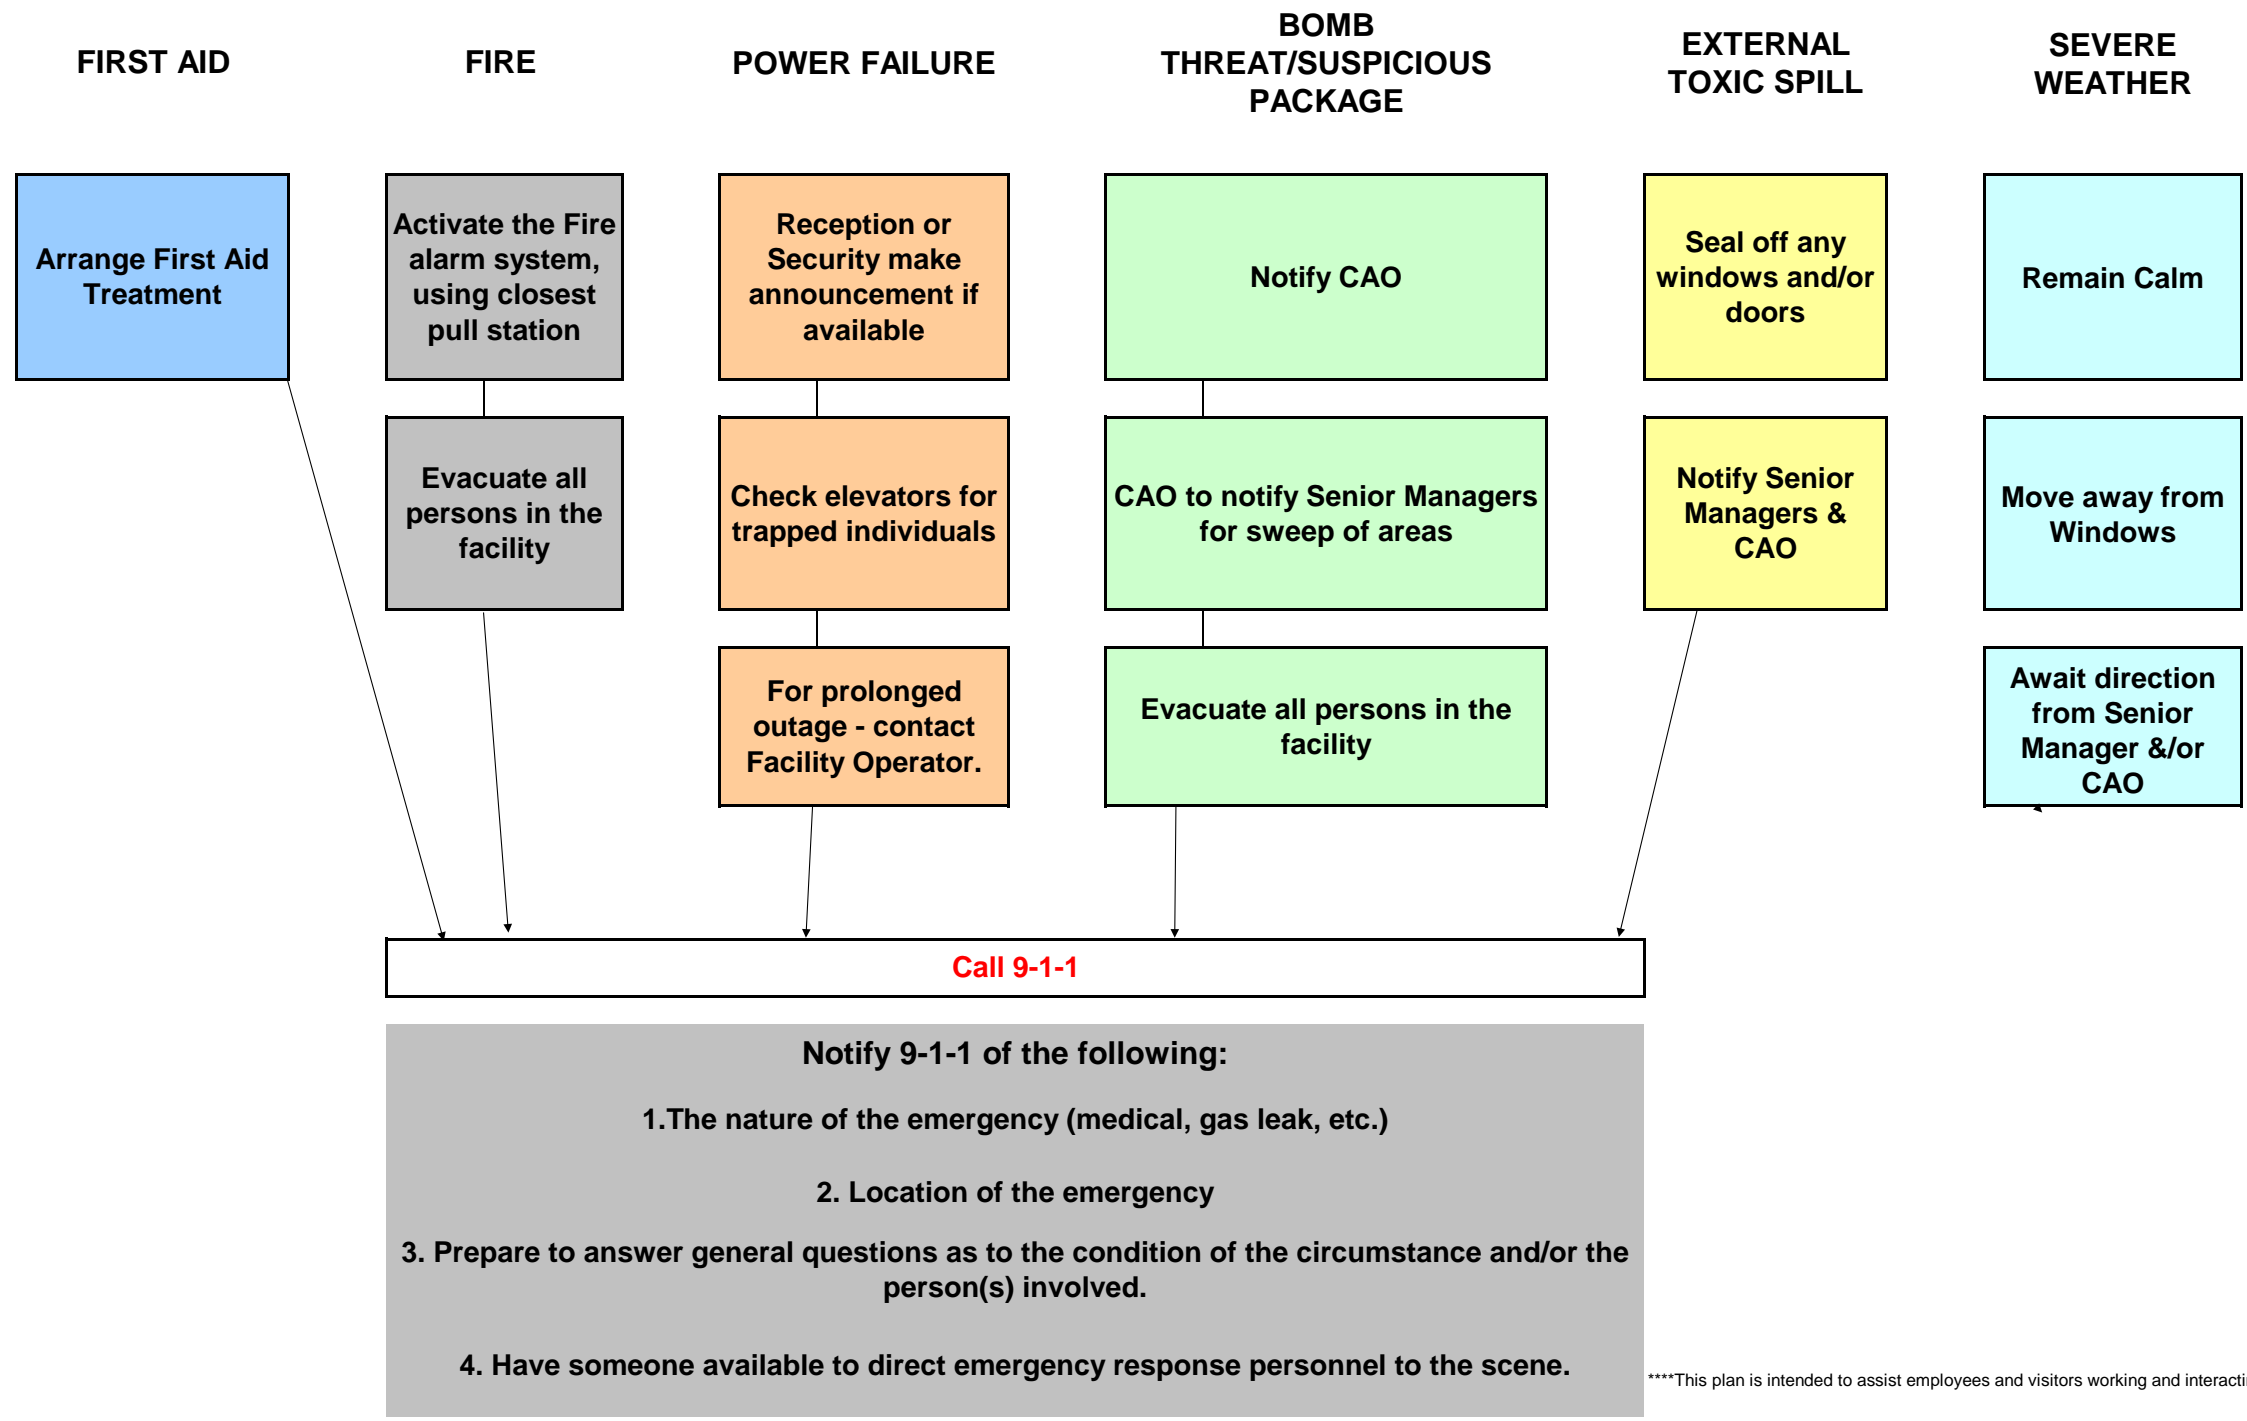 FIRST AID
FIRE
POWER FAILURE
BOMB
THREAT/SUSPICIOUS
PACKAGE
EXTERNAL
TOXIC SPILL
SEVERE
WEATHER
Arrange First Aid
Treatment
Activate the Fire
alarm system,
using closest
pull station
Reception or
Security make
announcement if
available
Notify CAO
Seal off any
windows and/or
doors
Remain Calm
Evacuate all
persons in the
facility
Check elevators for
trapped individuals
CAO to notify Senior Managers
for sweep of areas
Notify Senior
Managers &
CAO
Move away from
Windows
For prolonged
outage - contact
Facility Operator.
Evacuate all persons in the
facility
Await direction
from Senior
Manager &/or
CAO
Call 9-1-1
Notify 9-1-1 of the following:
1.The nature of the emergency (medical, gas leak, etc.)
2. Location of the emergency
3. Prepare to answer general questions as to the condition of the circumstance and/or the
person(s) involved.
4. Have someone available to direct emergency response personnel to the scene.
****This plan is intended to assist employees and visitors working and